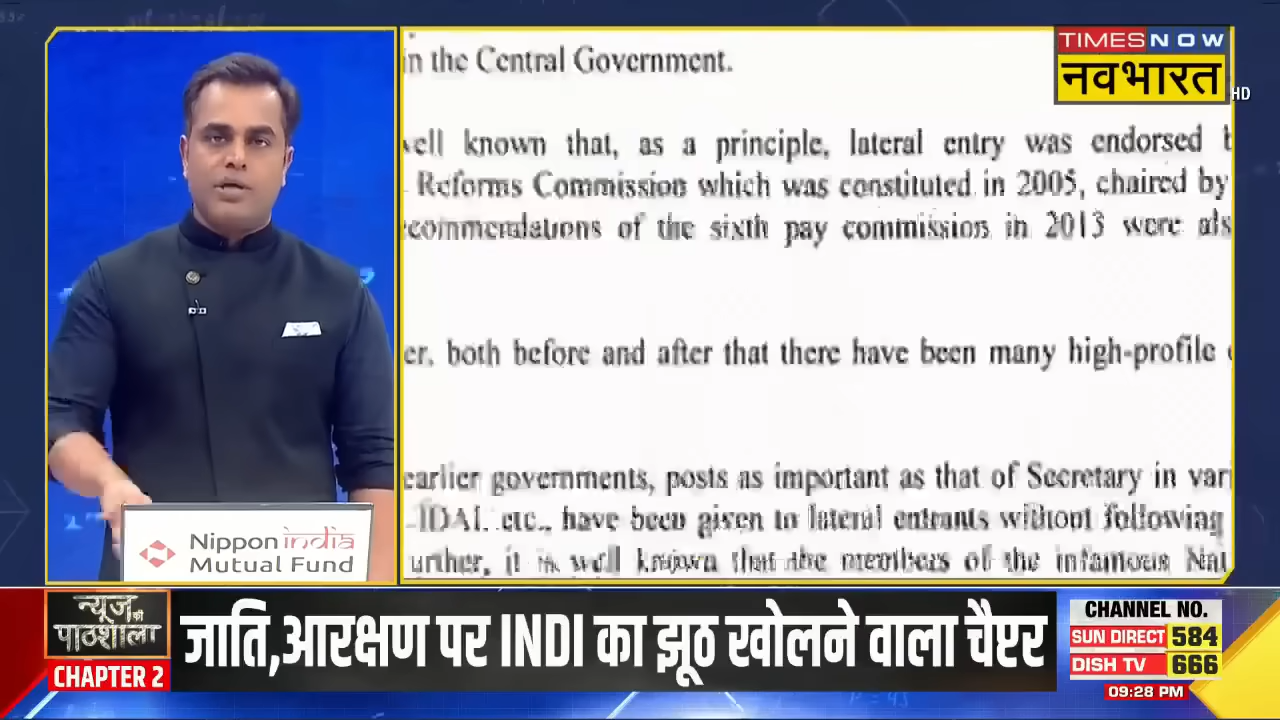 in the Central Government.
well known that, as a principle, lateral entry was endorsed
Reforms Commission which was constituted in 2005, chaired by
ecommendations of the sixth pay commission in 2013 were als
er, both before and after that there have been many high-profile
earlier governments, posts as important as that of Secretary in vari
IDAI, etc., have been given to lateral entrants without following
urther, it is well known that the members of the infamous Nat
TIMES NOW
नवभारत
HD
Nippon india
Mutual Fund
न्यूज़ की
पाठशाला
CHAPTER 2
जाति,आरक्षण पर INDI का झूठ खोलने वाला चैप्टर
CHANNEL NO.
SUN DIRECT 584
DISH TV 666
09:28 PM